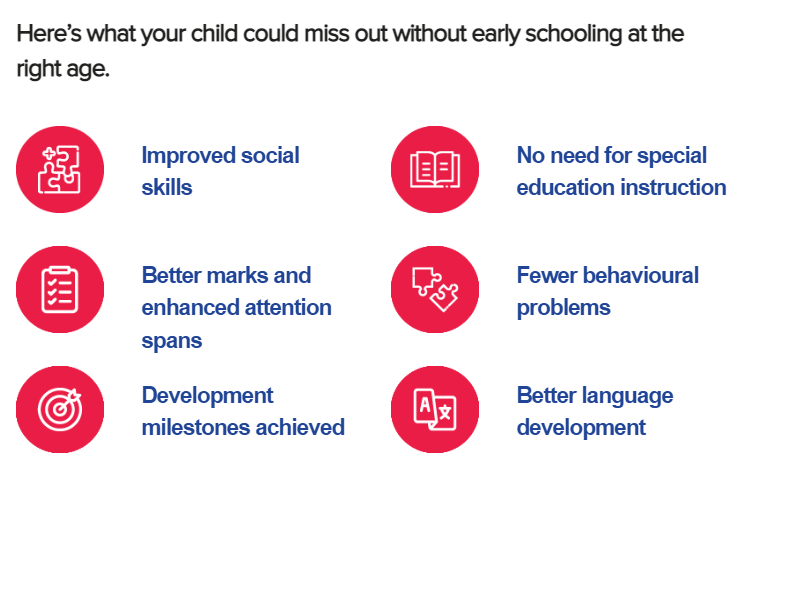 Here's what your child could miss out without early schooling at the
right age.
Improved social
skills
No need for special
education instruction
Better marks and
enhanced attention
spans
Fewer behavioural
problems
Development
milestones achieved
Better language
development
A
文